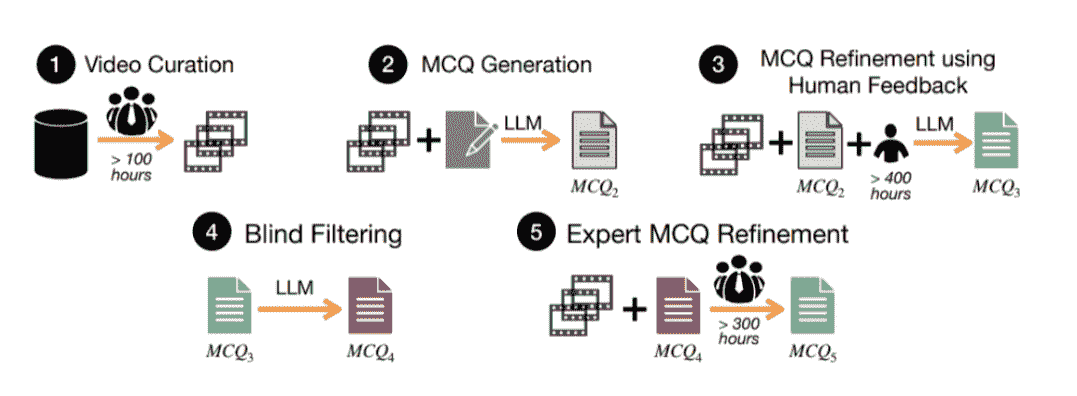 1 Video Curation
> 100
hours
2 MCQ Generation
LLM
MCQ₂
3 MCQ Refinement using
Human Feedback
LLM
> 400
hours
MCQ₂
MCQ₃
4 Blind Filtering
LLM
MCQ₃
MCQ₄
5 Expert MCQ Refinement
> 300
hours
MCQ₄
MCQ₅